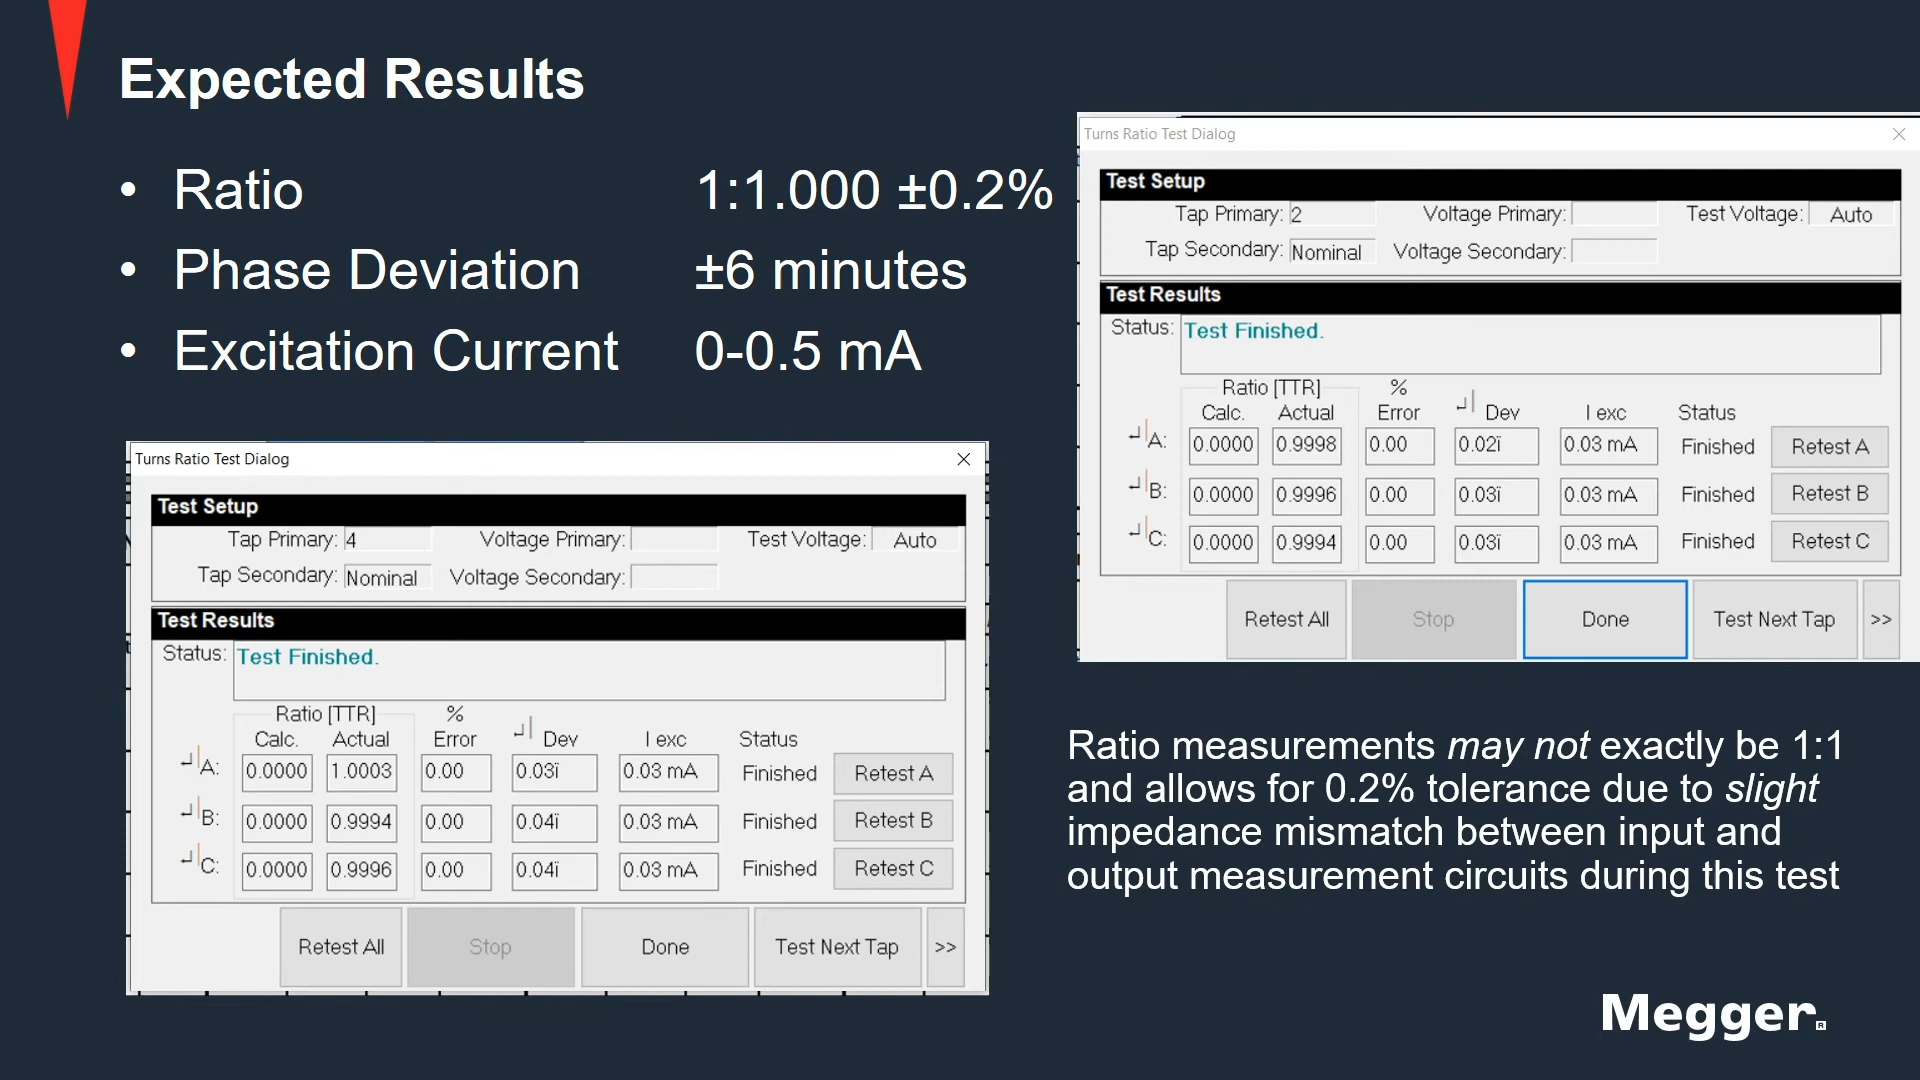 Expected Results
• Ratio 1:1.000 ±0.2%
• Phase Deviation ±6 minutes
• Excitation Current 0-0.5 mA
Turns Ratio Test Dialog
Test Setup
Tap Primary: 4 Voltage Primary: Test Voltage: Auto
Tap Secondary: Nominal Voltage Secondary:
Test Results
Status: Test Finished.
Ratio [TTR] %
Calc. Actual Error Dev I exc Status
A: 0.0000 1.0003 0.00 0.03ï 0.03 mA Finished Retest A
B: 0.0000 0.9994 0.00 0.04ï 0.03 mA Finished Retest B
C: 0.0000 0.9996 0.00 0.04ï 0.03 mA Finished Retest C
Retest All Stop Done Test Next Tap >>
Turns Ratio Test Dialog
Test Setup
Tap Primary: 2 Voltage Primary: Test Voltage: Auto
Tap Secondary: Nominal Voltage Secondary:
Test Results
Status: Test Finished.
Ratio [TTR] %
Calc. Actual Error Dev I exc Status
A: 0.0000 0.9998 0.00 0.02ï 0.03 mA Finished Retest A
B: 0.0000 0.9996 0.00 0.03ï 0.03 mA Finished Retest B
C: 0.0000 0.9994 0.00 0.03ï 0.03 mA Finished Retest C
Retest All Stop Done Test Next Tap >>
Ratio measurements may not exactly be 1:1
and allows for 0.2% tolerance due to slight
impedance mismatch between input and
output measurement circuits during this test
Megger®